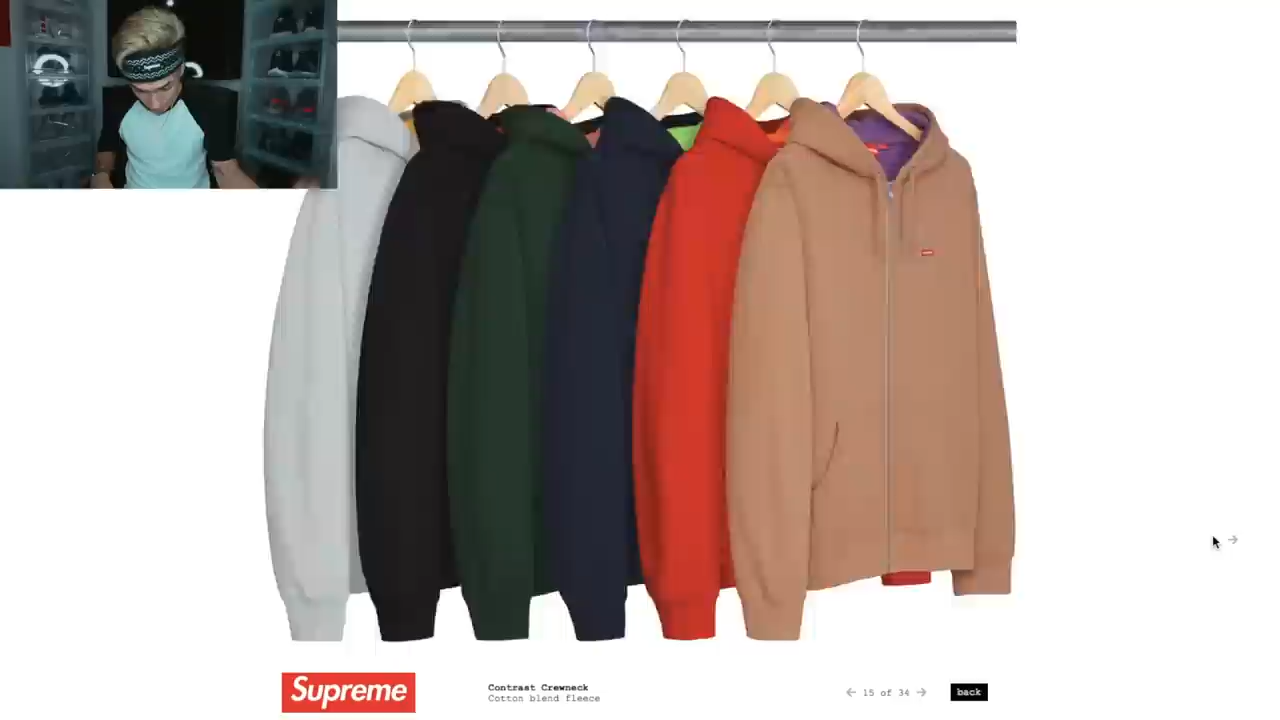 Supreme
Contrast Crewneck
Cotton blend fleece
← 15 of 34 →
back